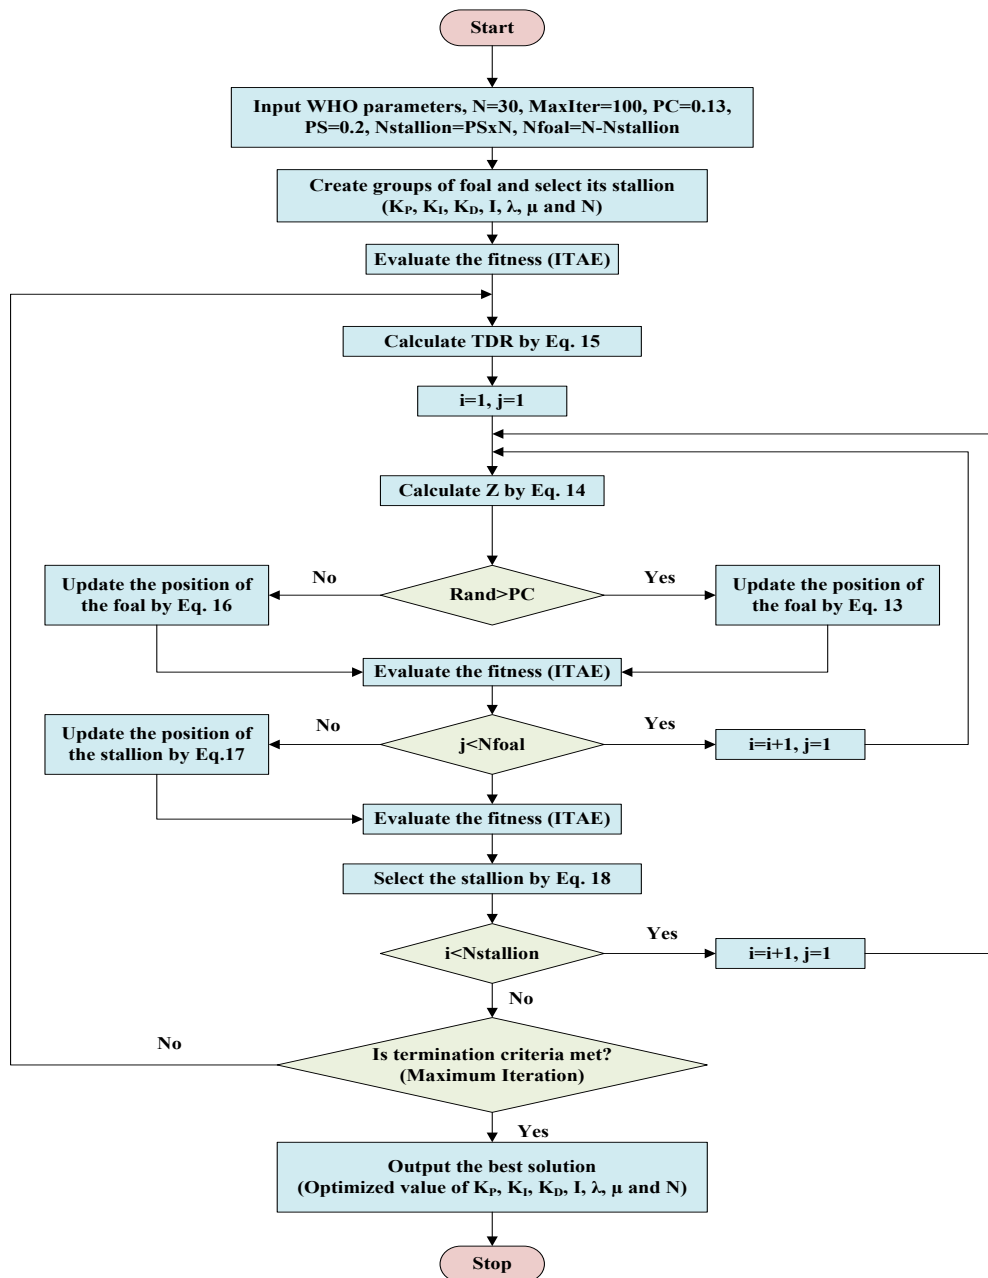 Start
Input WHO parameters, N=30, MaxIter=100, PC=0.13,
PS=0.2, Nstallion=PSxN, Nfoal=N-Nstallion
Create groups of foal and select its stallion
(KP, KI, KD, I, λ, µ and N)
Evaluate the fitness (ITAE)
Calculate TDR by Eq. 15
i=1, j=1
Calculate Z by Eq. 14
No
Rand>PC
Yes
Update the position of
the foal by Eq. 16
Update the position of
the foal by Eq. 13
Evaluate the fitness (ITAE)
No
j<Nfoal
Yes
Update the position of
the stallion by Eq.17
i=i+1, j=1
Evaluate the fitness (ITAE)
Select the stallion by Eq. 18
i<Nstallion
Yes
i=i+1, j=1
No
No
Is termination criteria met?
(Maximum Iteration)
Yes
Output the best solution
(Optimized value of KP, KI, KD, I, λ, µ and N)
Stop